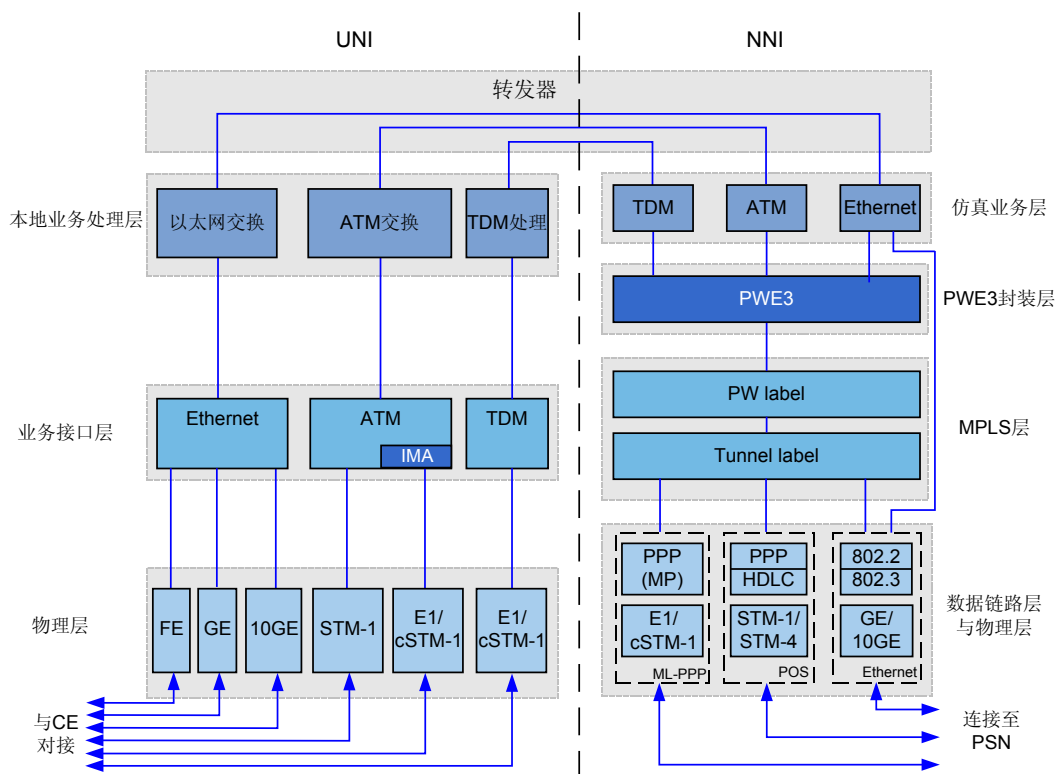 UNI
NNI
转发器
本地业务处理层
以太网交换
ATM交换
TDM处理
TDM
ATM
Ethernet
仿真业务层
PWE3
PWE3封装层
业务接口层
Ethernet
ATM
IMA
TDM
PW label
Tunnel label
MPLS层
物理层
FE
GE
10GE
STM-1
E1/
cSTM-1
E1/
cSTM-1
PPP
(MP)
E1/
cSTM-1
ML-PPP
PPP
HDLC
STM-1/
STM-4
POS
802.2
802.3
GE/
10GE
Ethernet
数据链路层
与物理层
与CE
对接
连接至
PSN